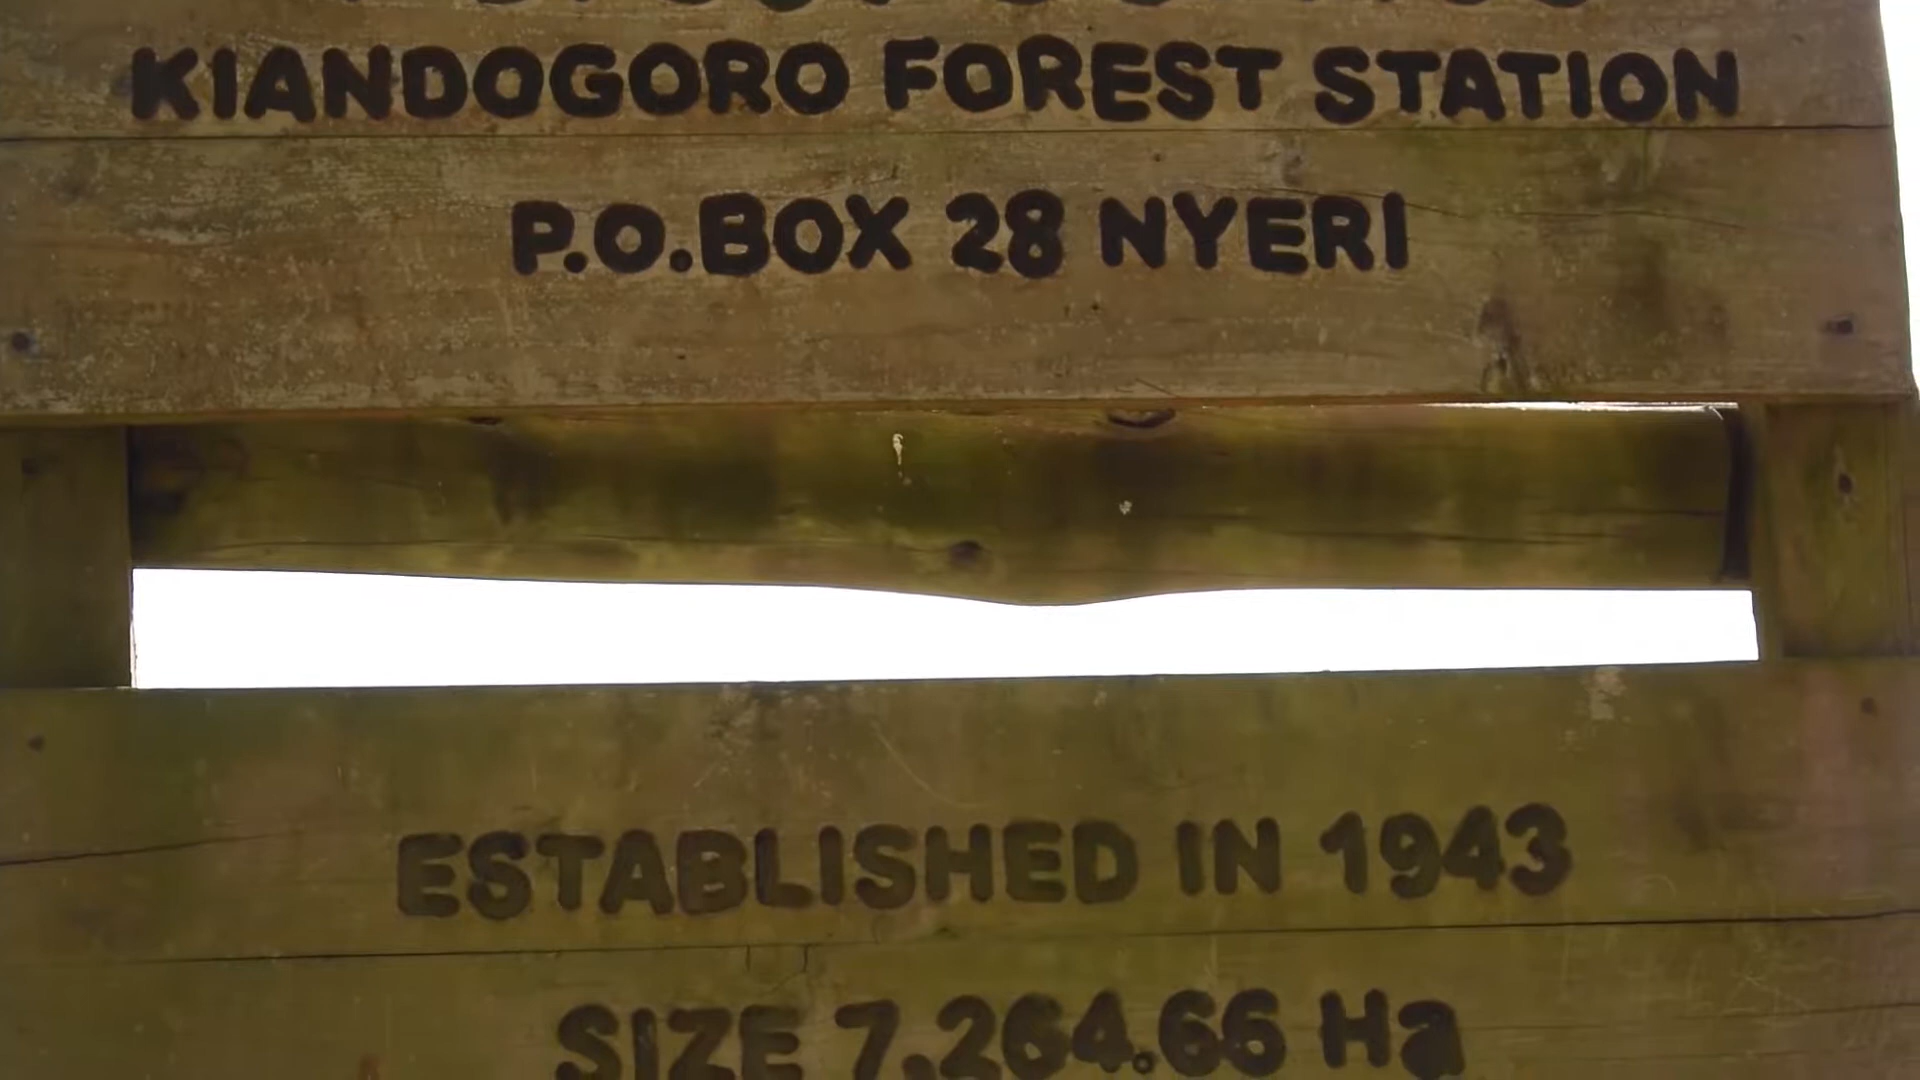 KIANDOGORO FOREST STATION
P.O.BOX 28 NYERI
ESTABLISHED IN 1943
SIZE 7,264.66 Ha